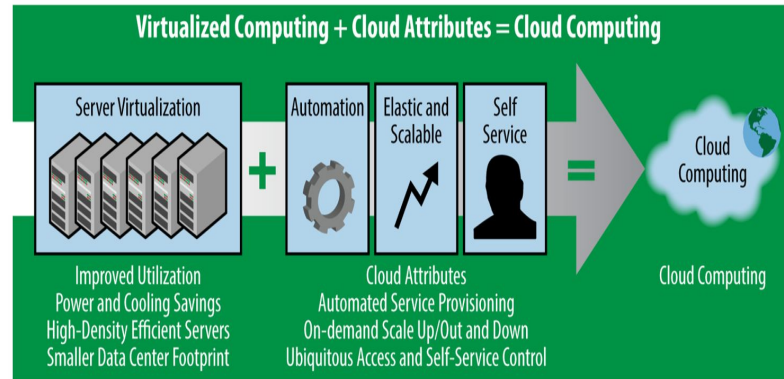 Virtualized Computing + Cloud Attributes = Cloud Computing
Server Virtualization
+
Automation
Elastic and
Scalable
Self
Service
=
Cloud
Computing
Improved Utilization
Power and Cooling Savings
High-Density Efficient Servers
Smaller Data Center Footprint
Cloud Attributes
Automated Service Provisioning
On-demand Scale Up/Out and Down
Ubiquitous Access and Self-Service Control
Cloud Computing